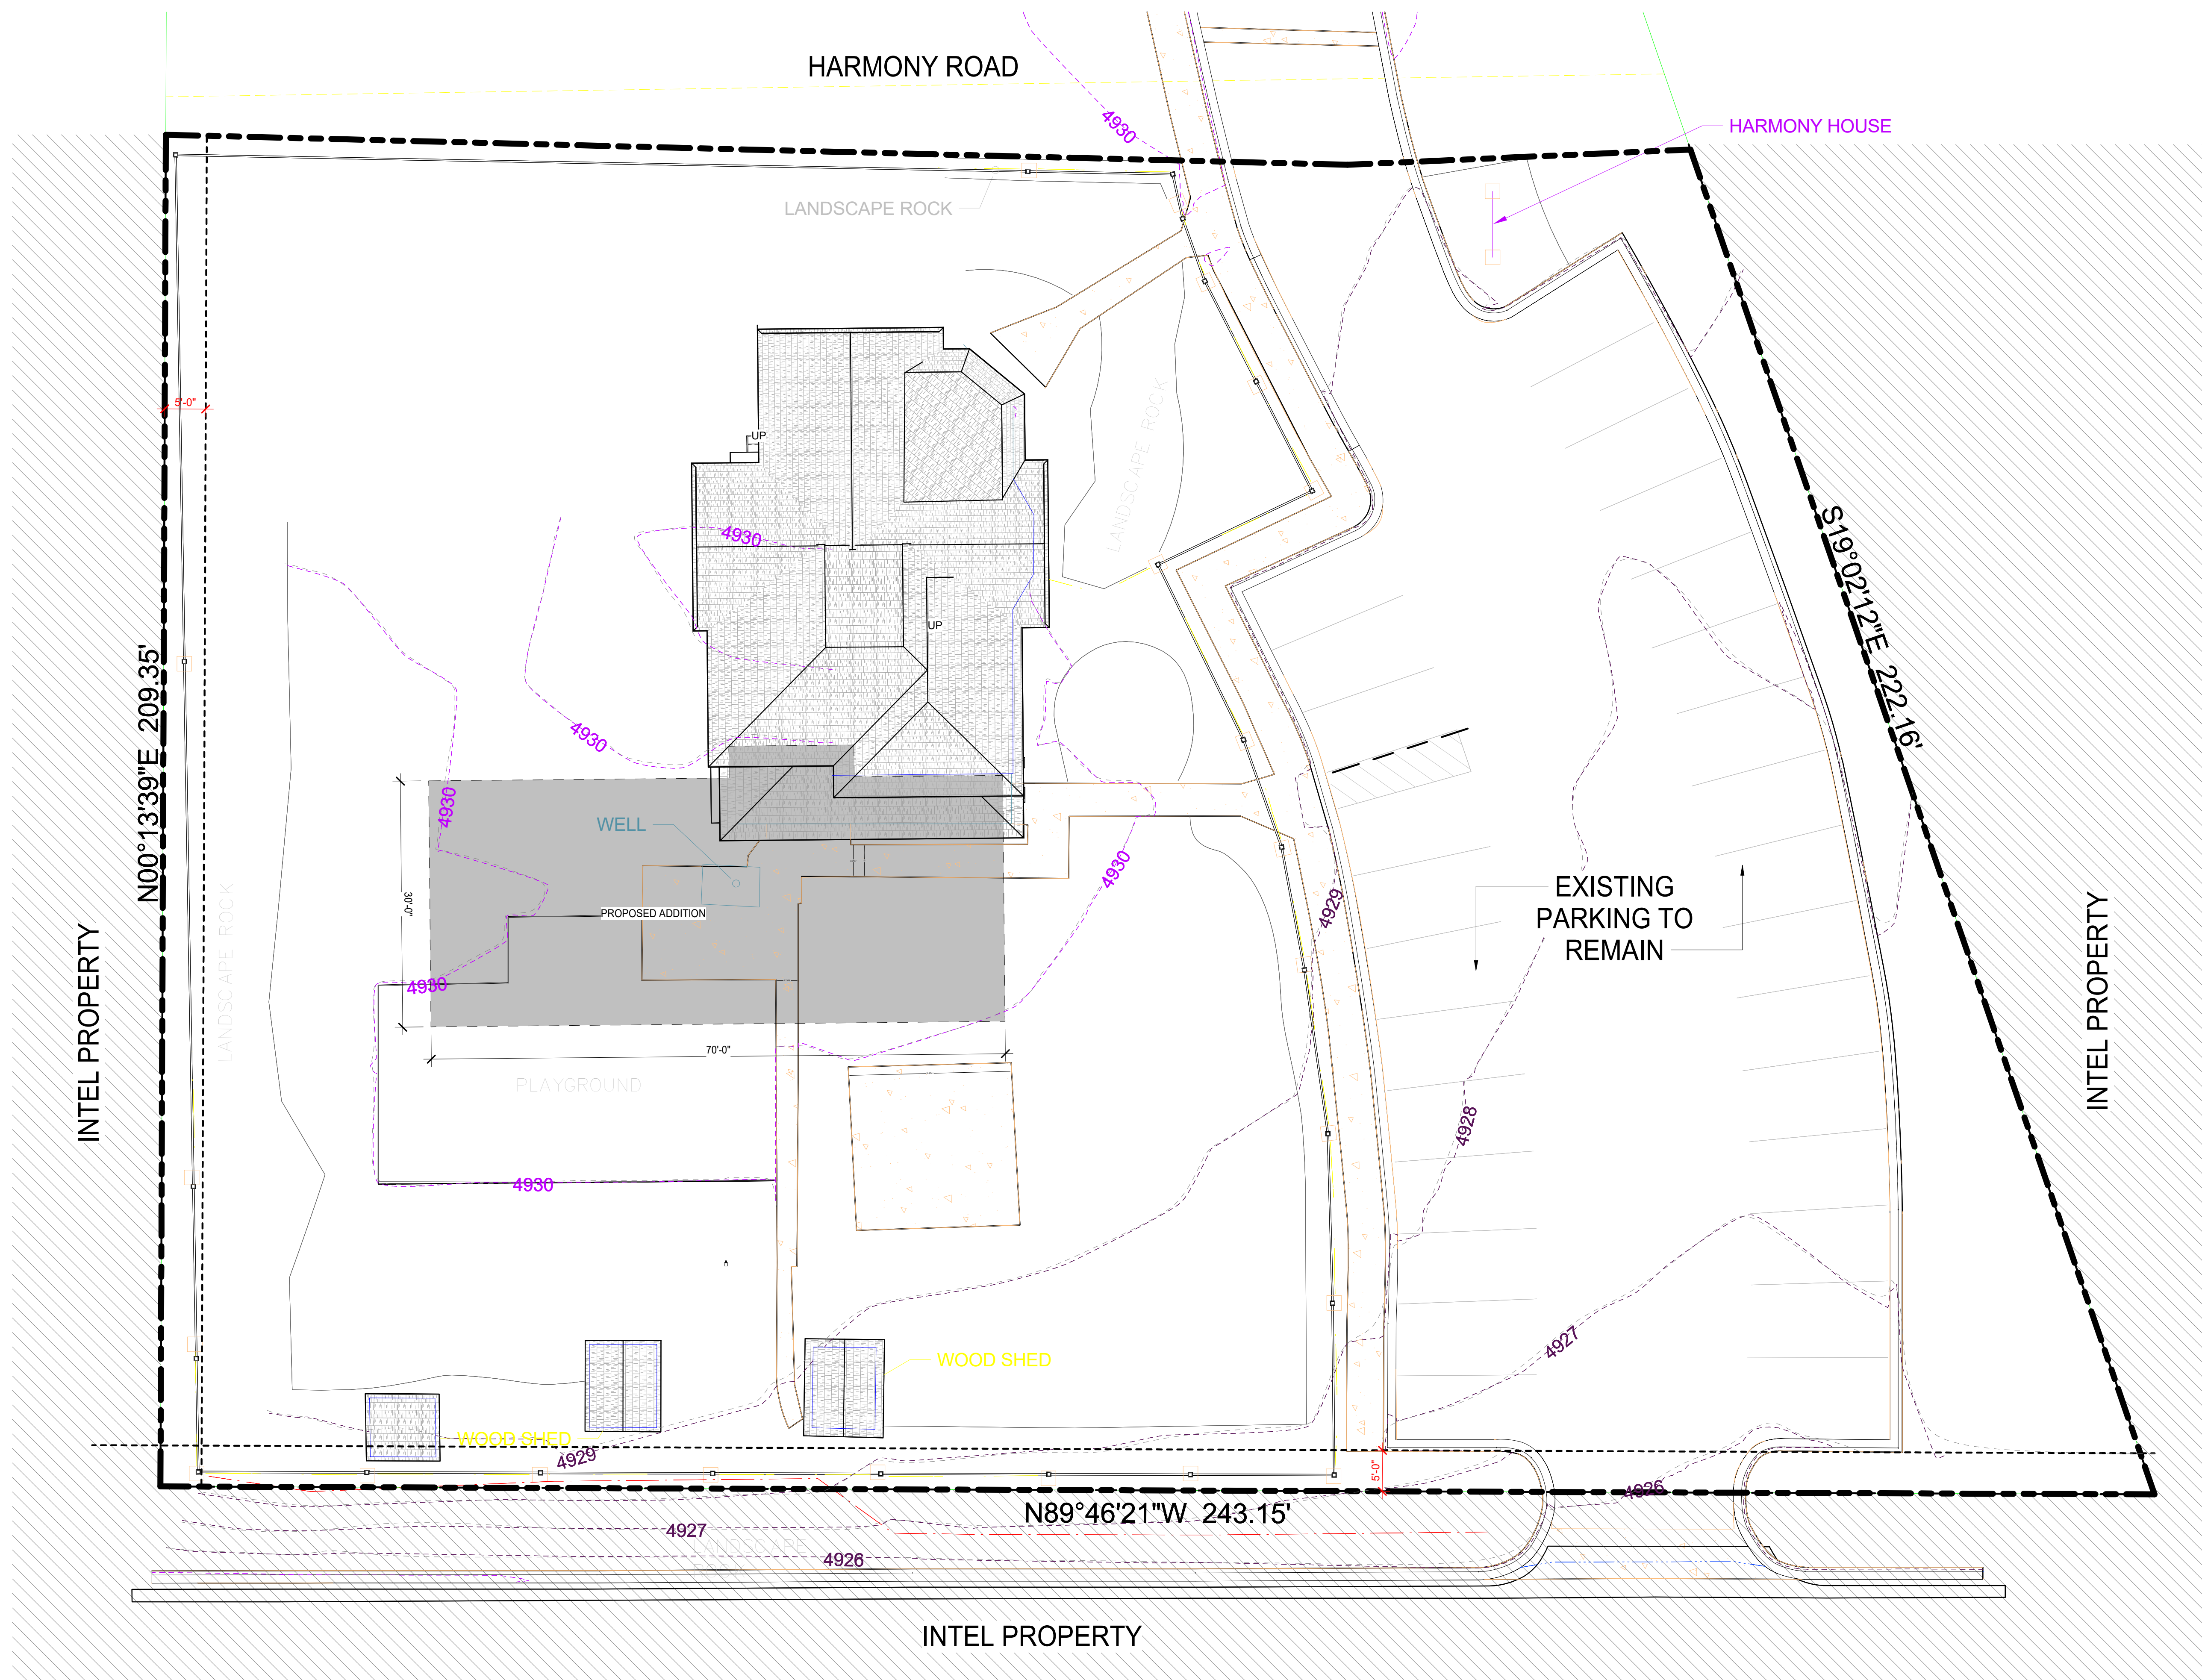 HARMONY ROAD
4930
HARMONY HOUSE
LANDSCAPE ROCK
5'-0"
UP
LANDSCAPE ROCK
4930
S19°02'12"E 222.16'
UP
N00°13'39"E 209.35'
4930
4930
WELL
4930
4929
EXISTING
PARKING TO
REMAIN
30'-0"
PROPOSED ADDITION
LANDSCAPE ROCK
INTEL PROPERTY
INTEL PROPERTY
4930
70'-0"
PLAYGROUND
4928
4930
4927
WOOD SHED
WOOD SHED
4929
5'-0"
4926
N89°46'21"W 243.15'
4927
4926
INTEL PROPERTY